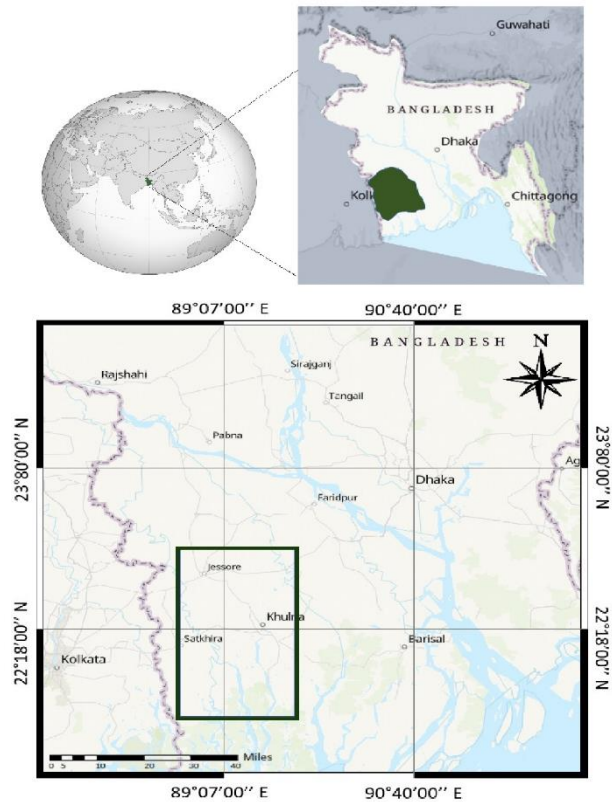 Guwahati
BANGLADESH
Dhaka
Kolk
Chittagong
89°07'00'' E
90°40'00'' E
BANGLADESH
N
Rajshahi
Sirajganj
Tangail
Pabna
23°80'00'' N
23°80'00'' N
Ag
Dhaka
Faridpur
Jessore
Khulna
Satkhira
Barisal
22°18'00'' N
22°18'00'' N
Kolkata
Miles
0 5 10 20 30 40
89°07'00'' E
90°40'00'' E